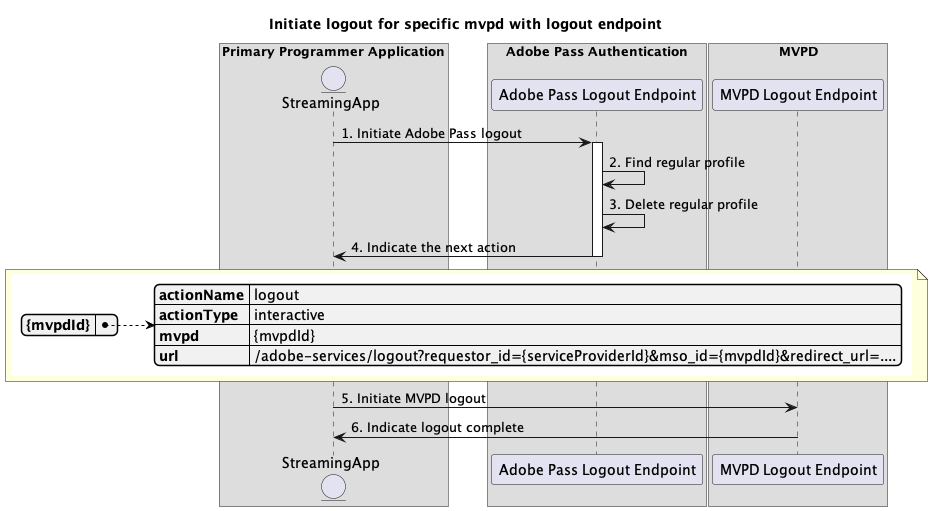 Initiate logout for specific mvpd with logout endpoint
Primary Programmer Application
Adobe Pass Authentication
MVPD
StreamingApp
Adobe Pass Logout Endpoint
MVPD Logout Endpoint
1. Initiate Adobe Pass logout
2. Find regular profile
3. Delete regular profile
4. Indicate the next action
{mvpdId}
actionName logout
actionType interactive
mvpd {mvpdId}
url /adobe-services/logout?requestor_id={serviceProviderId}&mso_id={mvpdId}&redirect_url=....
5. Initiate MVPD logout
6. Indicate logout complete
StreamingApp
Adobe Pass Logout Endpoint
MVPD Logout Endpoint